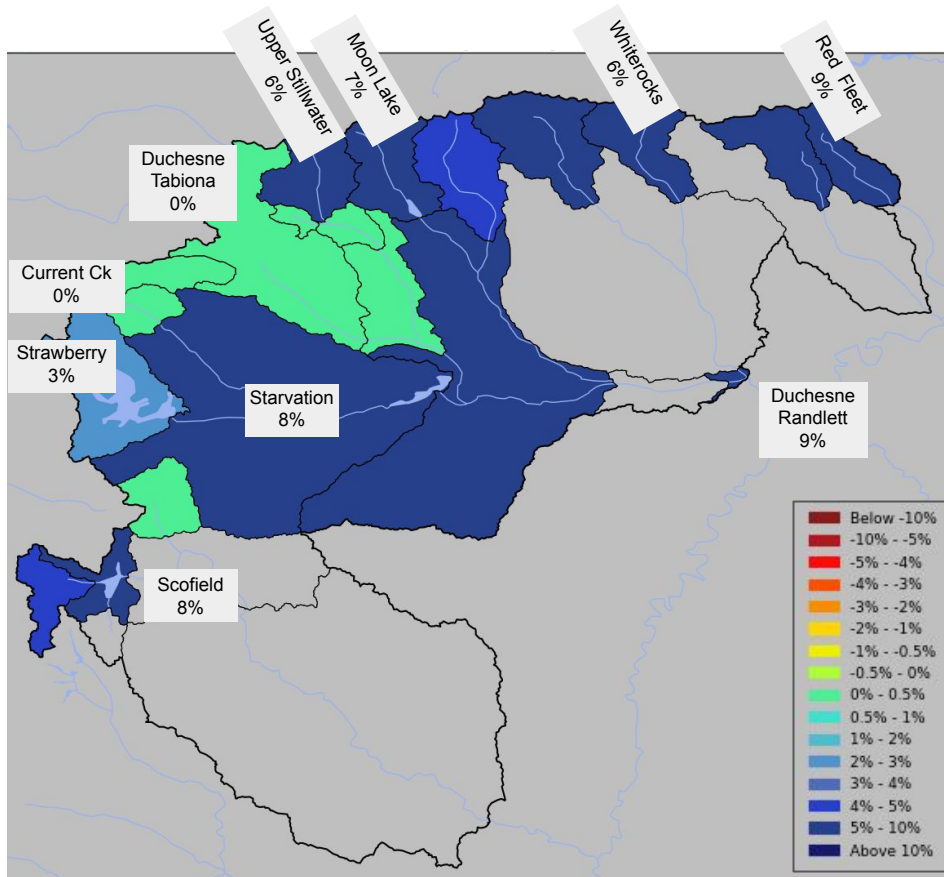 Upper Stillwater
6%
Moon Lake
7%
Whiterocks
6%
Red Fleet
9%
Duchesne
Tabiona
0%
Current Ck
0%
Strawberry
3%
Starvation
8%
Duchesne
Randlett
9%
Scofield
8%
Below -10%
-10% - -5%
-5% - -4%
-4% - -3%
-3% - -2%
-2% - -1%
-1% - -0.5%
-0.5% - 0%
0% - 0.5%
0.5% - 1%
1% - 2%
2% - 3%
3% - 4%
4% - 5%
5% - 10%
Above 10%